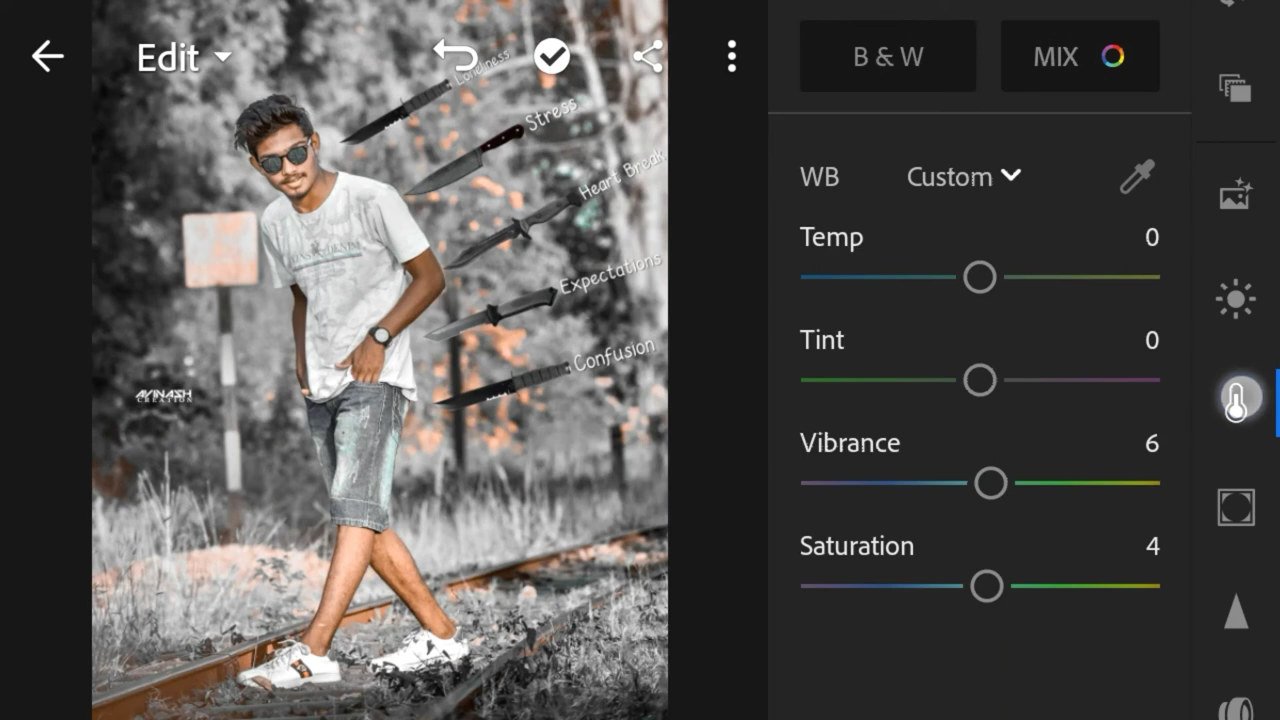 Edit
B & W
MIX
Loneliness
Stress
Heart Break
Expectations
Confusion
AVINASH
CREATION
WB
Custom
Temp
0
Tint
0
Vibrance
6
Saturation
4